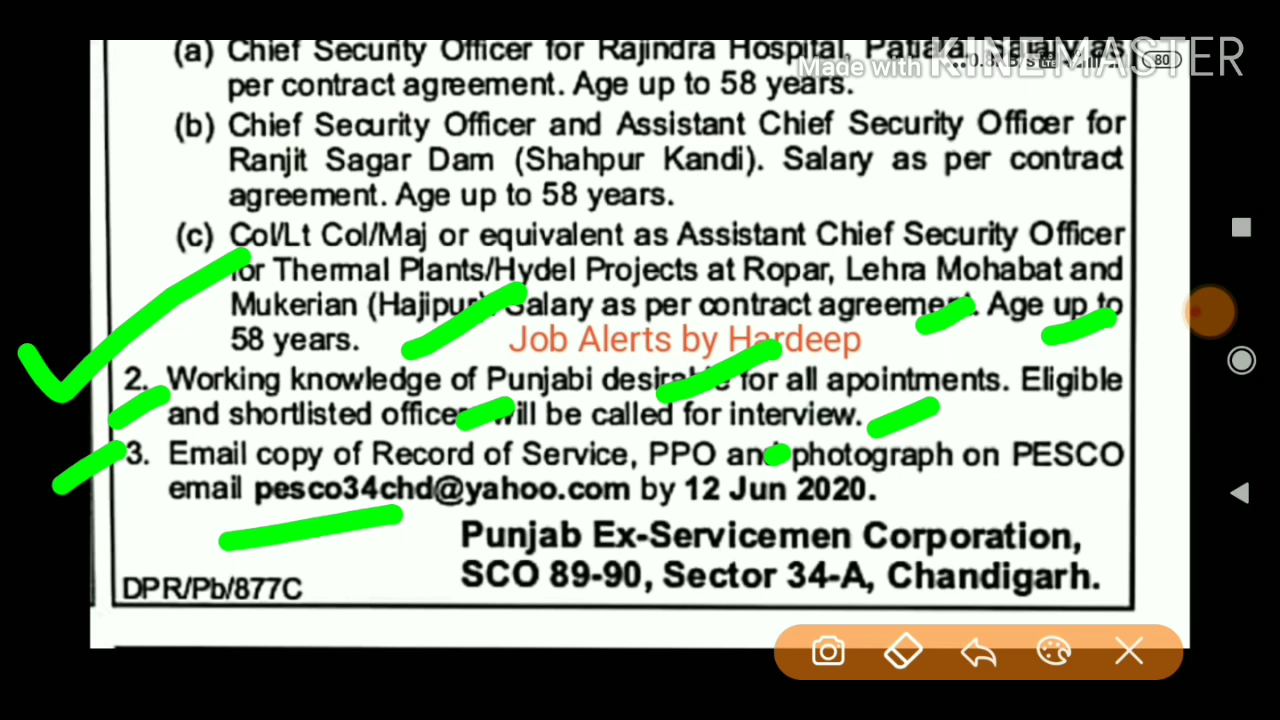 (a) Chief Security Officer for Rajindra Hospital, Patiala. Salary as
Made with KINEMASTER
80
per contract agreement. Age up to 58 years.
(b) Chief Security Officer and Assistant Chief Security Officer for
Ranjit Sagar Dam (Shahpur Kandi). Salary as per contract
agreement. Age up to 58 years.
(c) Col/Lt Col/Maj or equivalent as Assistant Chief Security Officer
for Thermal Plants/Hydel Projects at Ropar, Lehra Mohabat and
Mukerian (Hajipur). Salary as per contract agreement. Age up to
58 years.
Job Alerts by Hardeep
2. Working knowledge of Punjabi desirable for all apointments. Eligible
and shortlisted officer will be called for interview.
3. Email copy of Record of Service, PPO and photograph on PESCO
email pesco34chd@yahoo.com by 12 Jun 2020.
Punjab Ex-Servicemen Corporation,
SCO 89-90, Sector 34-A, Chandigarh.
DPR/Pb/877C